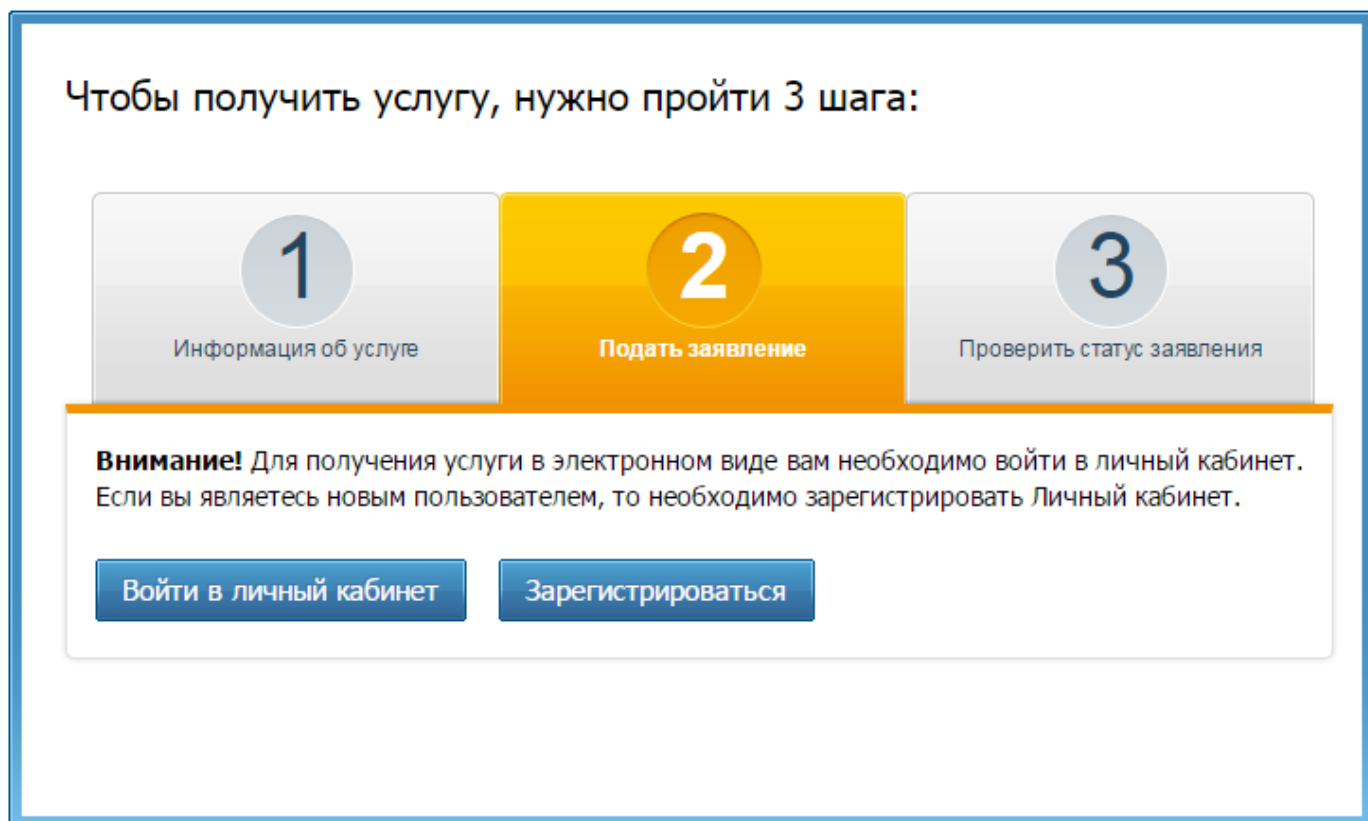 Чтобы получить услугу, нужно пройти 3 шага:
1
Информация об услуге
2
Подать заявление
3
Проверить статус заявления
Внимание! Для получения услуги в электронном виде вам необходимо войти в личный кабинет.
Если вы являетесь новым пользователем, то необходимо зарегистрировать Личный кабинет.
Войти в личный кабинет
Зарегистрироваться